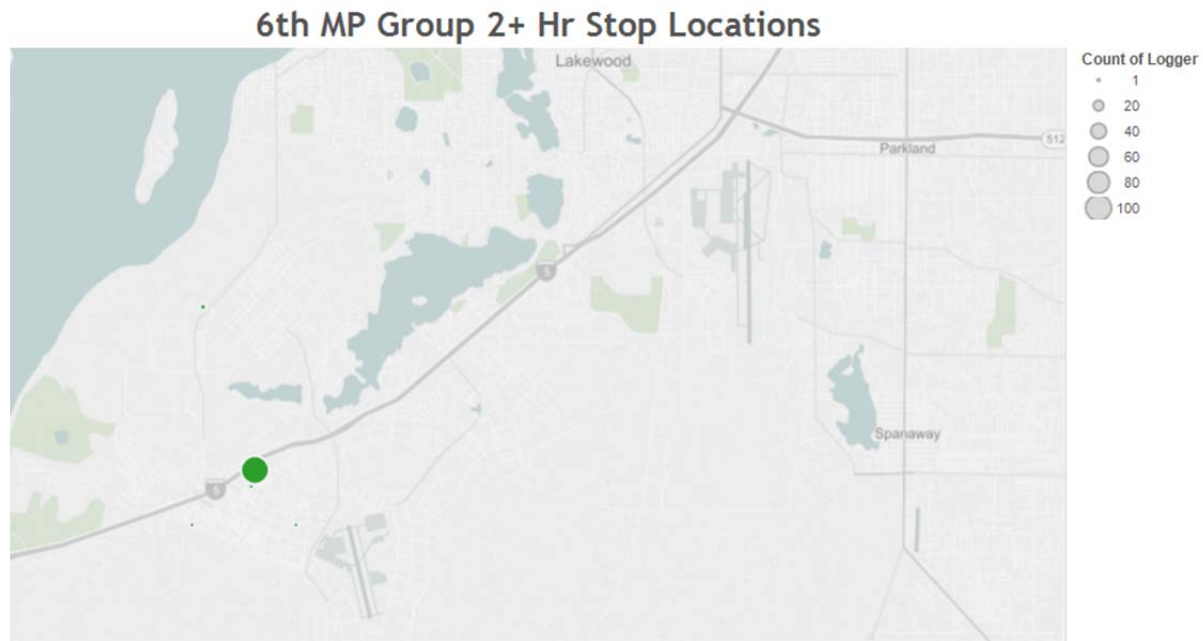 6th MP Group 2+ Hr Stop Locations
Lakewood
512
Parkland
5
Spanaway
5
Count of Logger
1
20
40
60
80
100